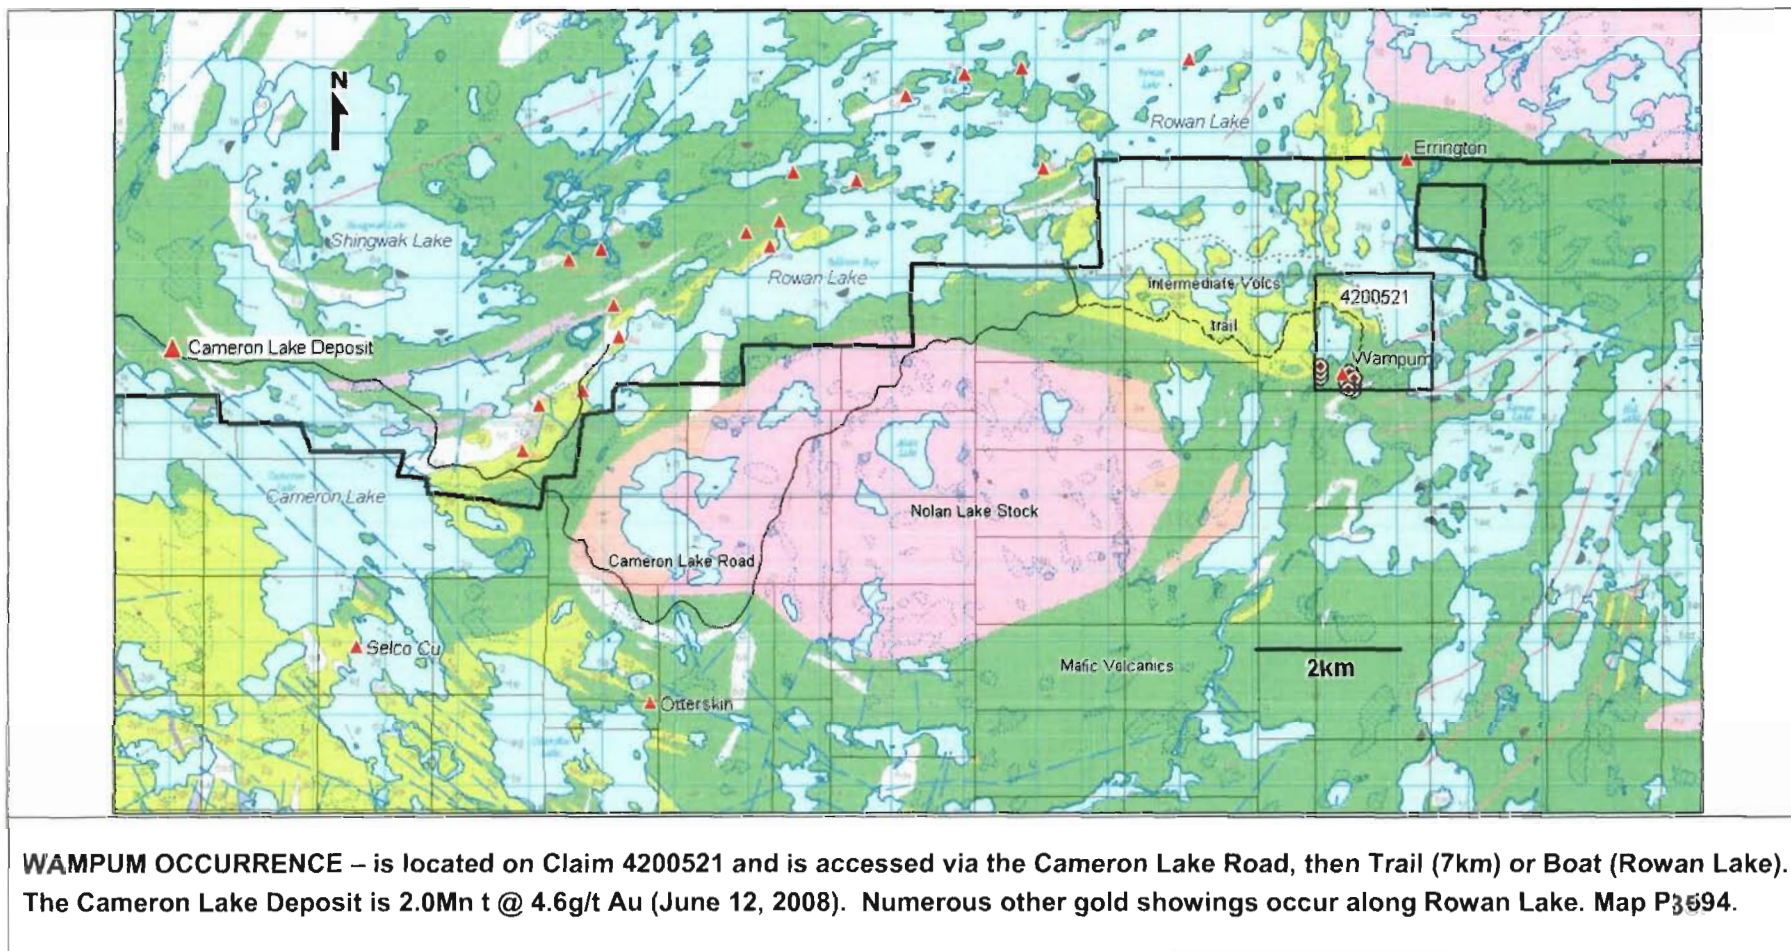 N
Rowan Lake
Errington
Shingwak Lake
Rowan Lake
Intermediate Volcs
4200521
trail
Cameron Lake Deposit
Wampum
Cameron Lake
Nolan Lake Stock
Cameron Lake Road
Selco Cu
Mafic Volcanics
2km
Otterskin
WAMPUM OCCURRENCE – is located on Claim 4200521 and is accessed via the Cameron Lake Road, then Trail (7km) or Boat (Rowan Lake).
The Cameron Lake Deposit is 2.0Mn t @ 4.6g/t Au (June 12, 2008). Numerous other gold showings occur along Rowan Lake. Map P3594.